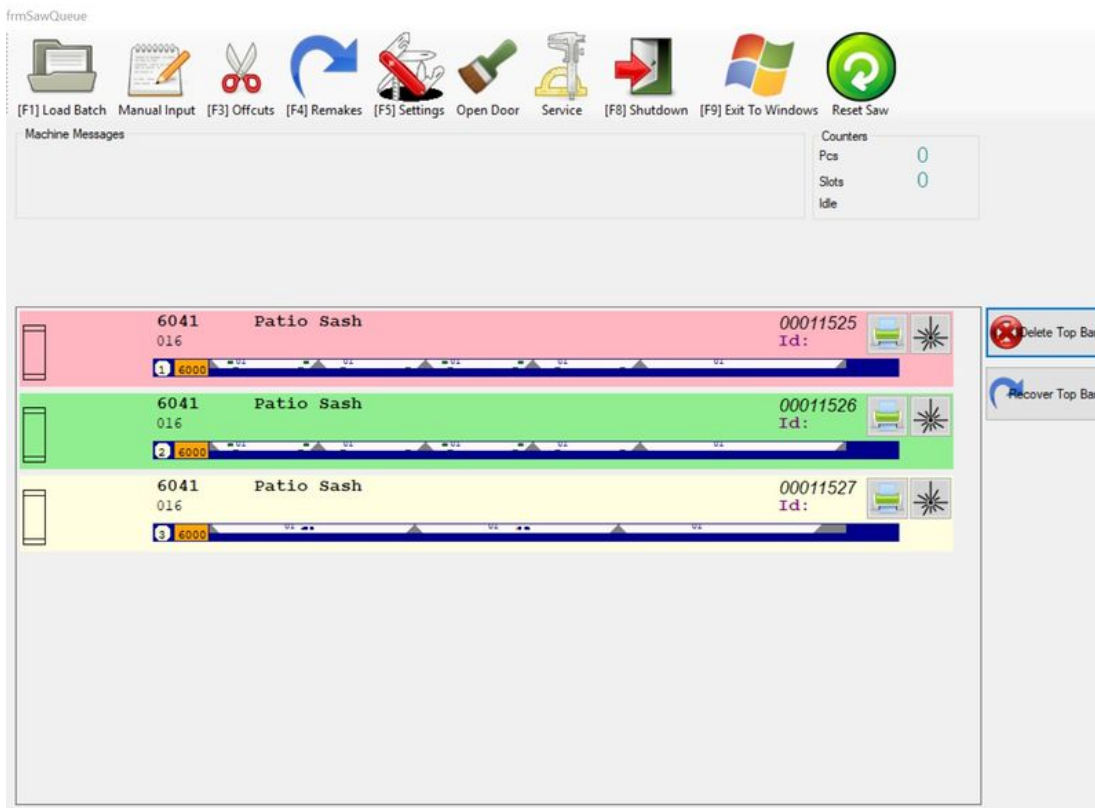 frmSawQueue
[F1] Load Batch Manual Input [F3] Offcuts [F4] Remakes [F5] Settings Open Door Service [F8] Shutdown [F9] Exit To Windows Reset Saw
Machine Messages
Counters
Pcs 0
Slots 0
Idle
6041 Patio Sash 00011525
016 Id:
1 6000
6041 Patio Sash 00011526
016 Id:
2 6000
6041 Patio Sash 00011527
016 Id:
3 6000
Delete Top Bar
Recover Top Bar